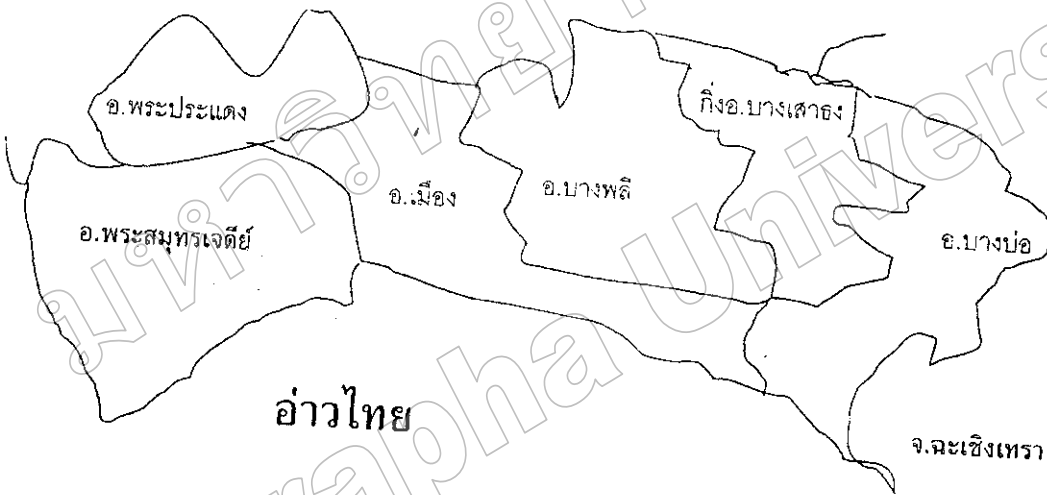 อ.พระประแดง
กิ่งอ.บางเสาธง
อ.เมือง
อ.บางพลี
อ.พระสมุทรเจดีย์
อ.บางบ่อ
อ่าวไทย
จ.ฉะเชิงเทรา